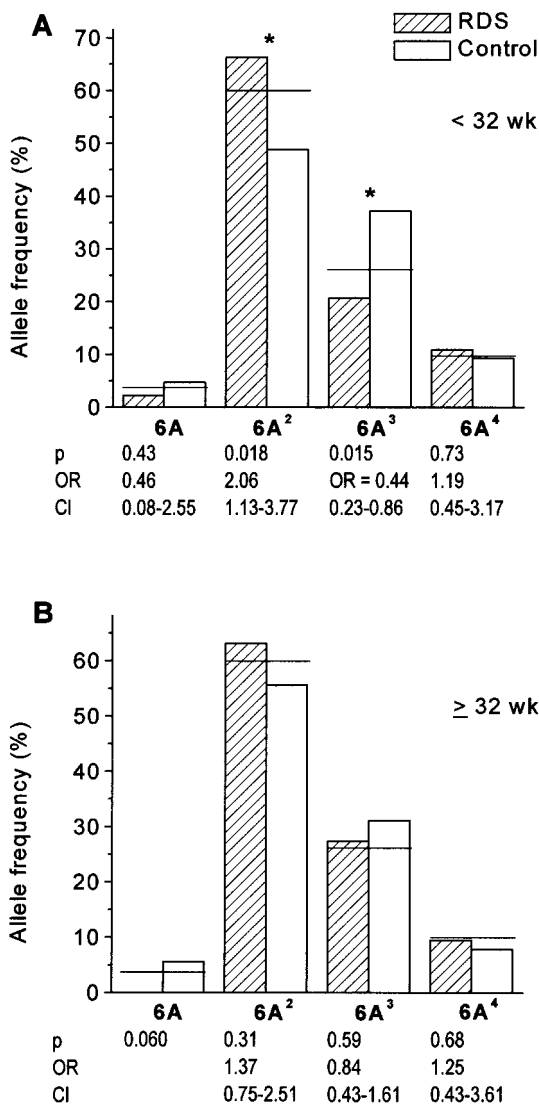 A
RDS
Control
< 32 wk
Allele frequency (%)
70
60
50
40
30
20
10
0
*
*
6A 6A² 6A³ 6A⁴
p 0.43 0.018 0.015 0.73
OR 0.46 2.06 OR = 0.44 1.19
CI 0.08-2.55 1.13-3.77 0.23-0.86 0.45-3.17
B
≥ 32 wk
Allele frequency (%)
60
50
40
30
20
10
0
6A 6A² 6A³ 6A⁴
p 0.060 0.31 0.59 0.68
OR 1.37 0.84 1.25
CI 0.75-2.51 0.43-1.61 0.43-3.61